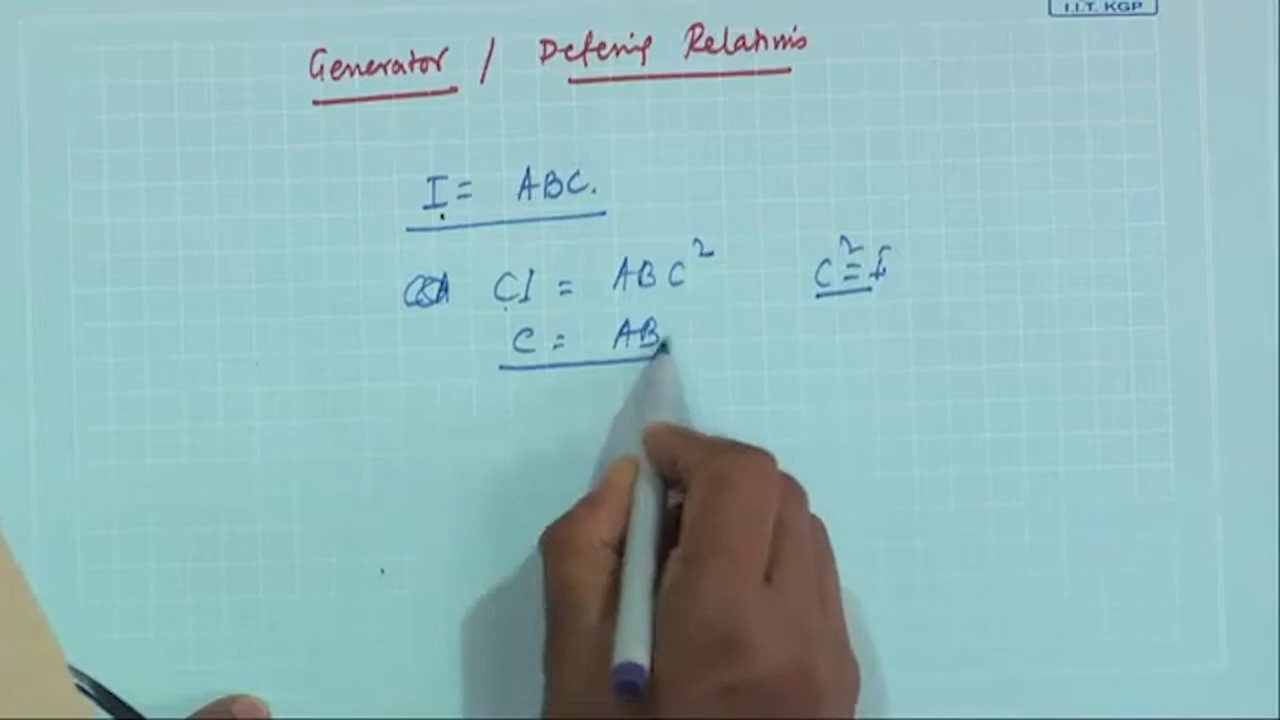 I.I.T. KGP
Generator / Defening Relations
I = ABC.
CI = ABC² C² = I
C = AB